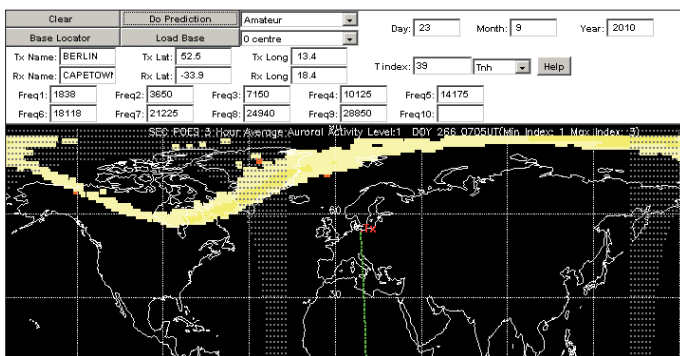 Clear Do Prediction Amateur Day: 23 Month: 9 Year: 2010
Base Locator Load Base 0 centre
Tx Name: BERLIN Tx Lat: 52.5 Tx Long 13.4 T index: 39 Tnh Help
Rx Name: CAPETOWN Rx Lat: -33.9 Rx Long 18.4
Freq1: 1838 Freq2: 3650 Freq3: 7150 Freq4: 10125 Freq5: 14175
Freq6: 18118 Freq7: 21225 Freq8: 24940 Freq9: 28850 Freq10:
SEC POES 3 Hour Average Auroral Activity Level:1 DOY 266 0705UT(Min Index: 1 Max Index: 3)
60
Tx
30